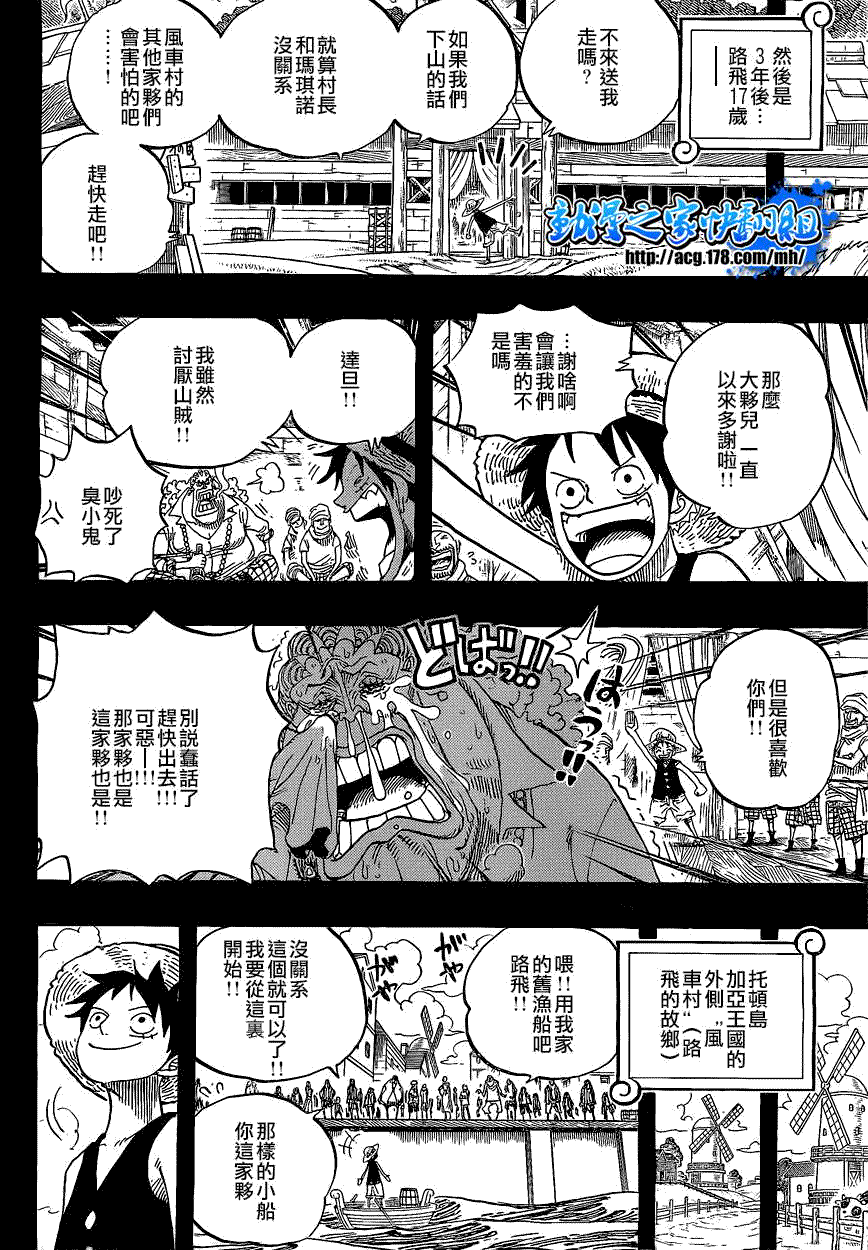 然後是
3年後…
路飛17歲
——
不來送我
走嗎?
如果我們
下山的話
就算村長
和瑪琪諾
沒關系
風車村的
其他家夥們
會害怕的吧
……!
趕快走吧!!
動漫之家快翻組
http://acg.178.com/mh/
那麼
大夥兒一直
以來多謝啦!!
…謝啥啊
會讓我們
害羞的不
是嗎
達旦!!
我雖然
討厭山賊!!
吵死了
臭小鬼
但是很喜歡
你們!!
はうっ!!
どばっ!!
別說蠢話了
趕快出去!!!
可惡—!!!
那家夥也是
這家夥也是!!
托頓島
加亞王國的
外側〝風
車村〞(路
飛的故鄉)
喂!!用我家
的舊漁船吧
路飛!!
がや
がや
沒關系
這個就可以了!!
我要從這裏
開始!!
那樣的小船
你這家夥